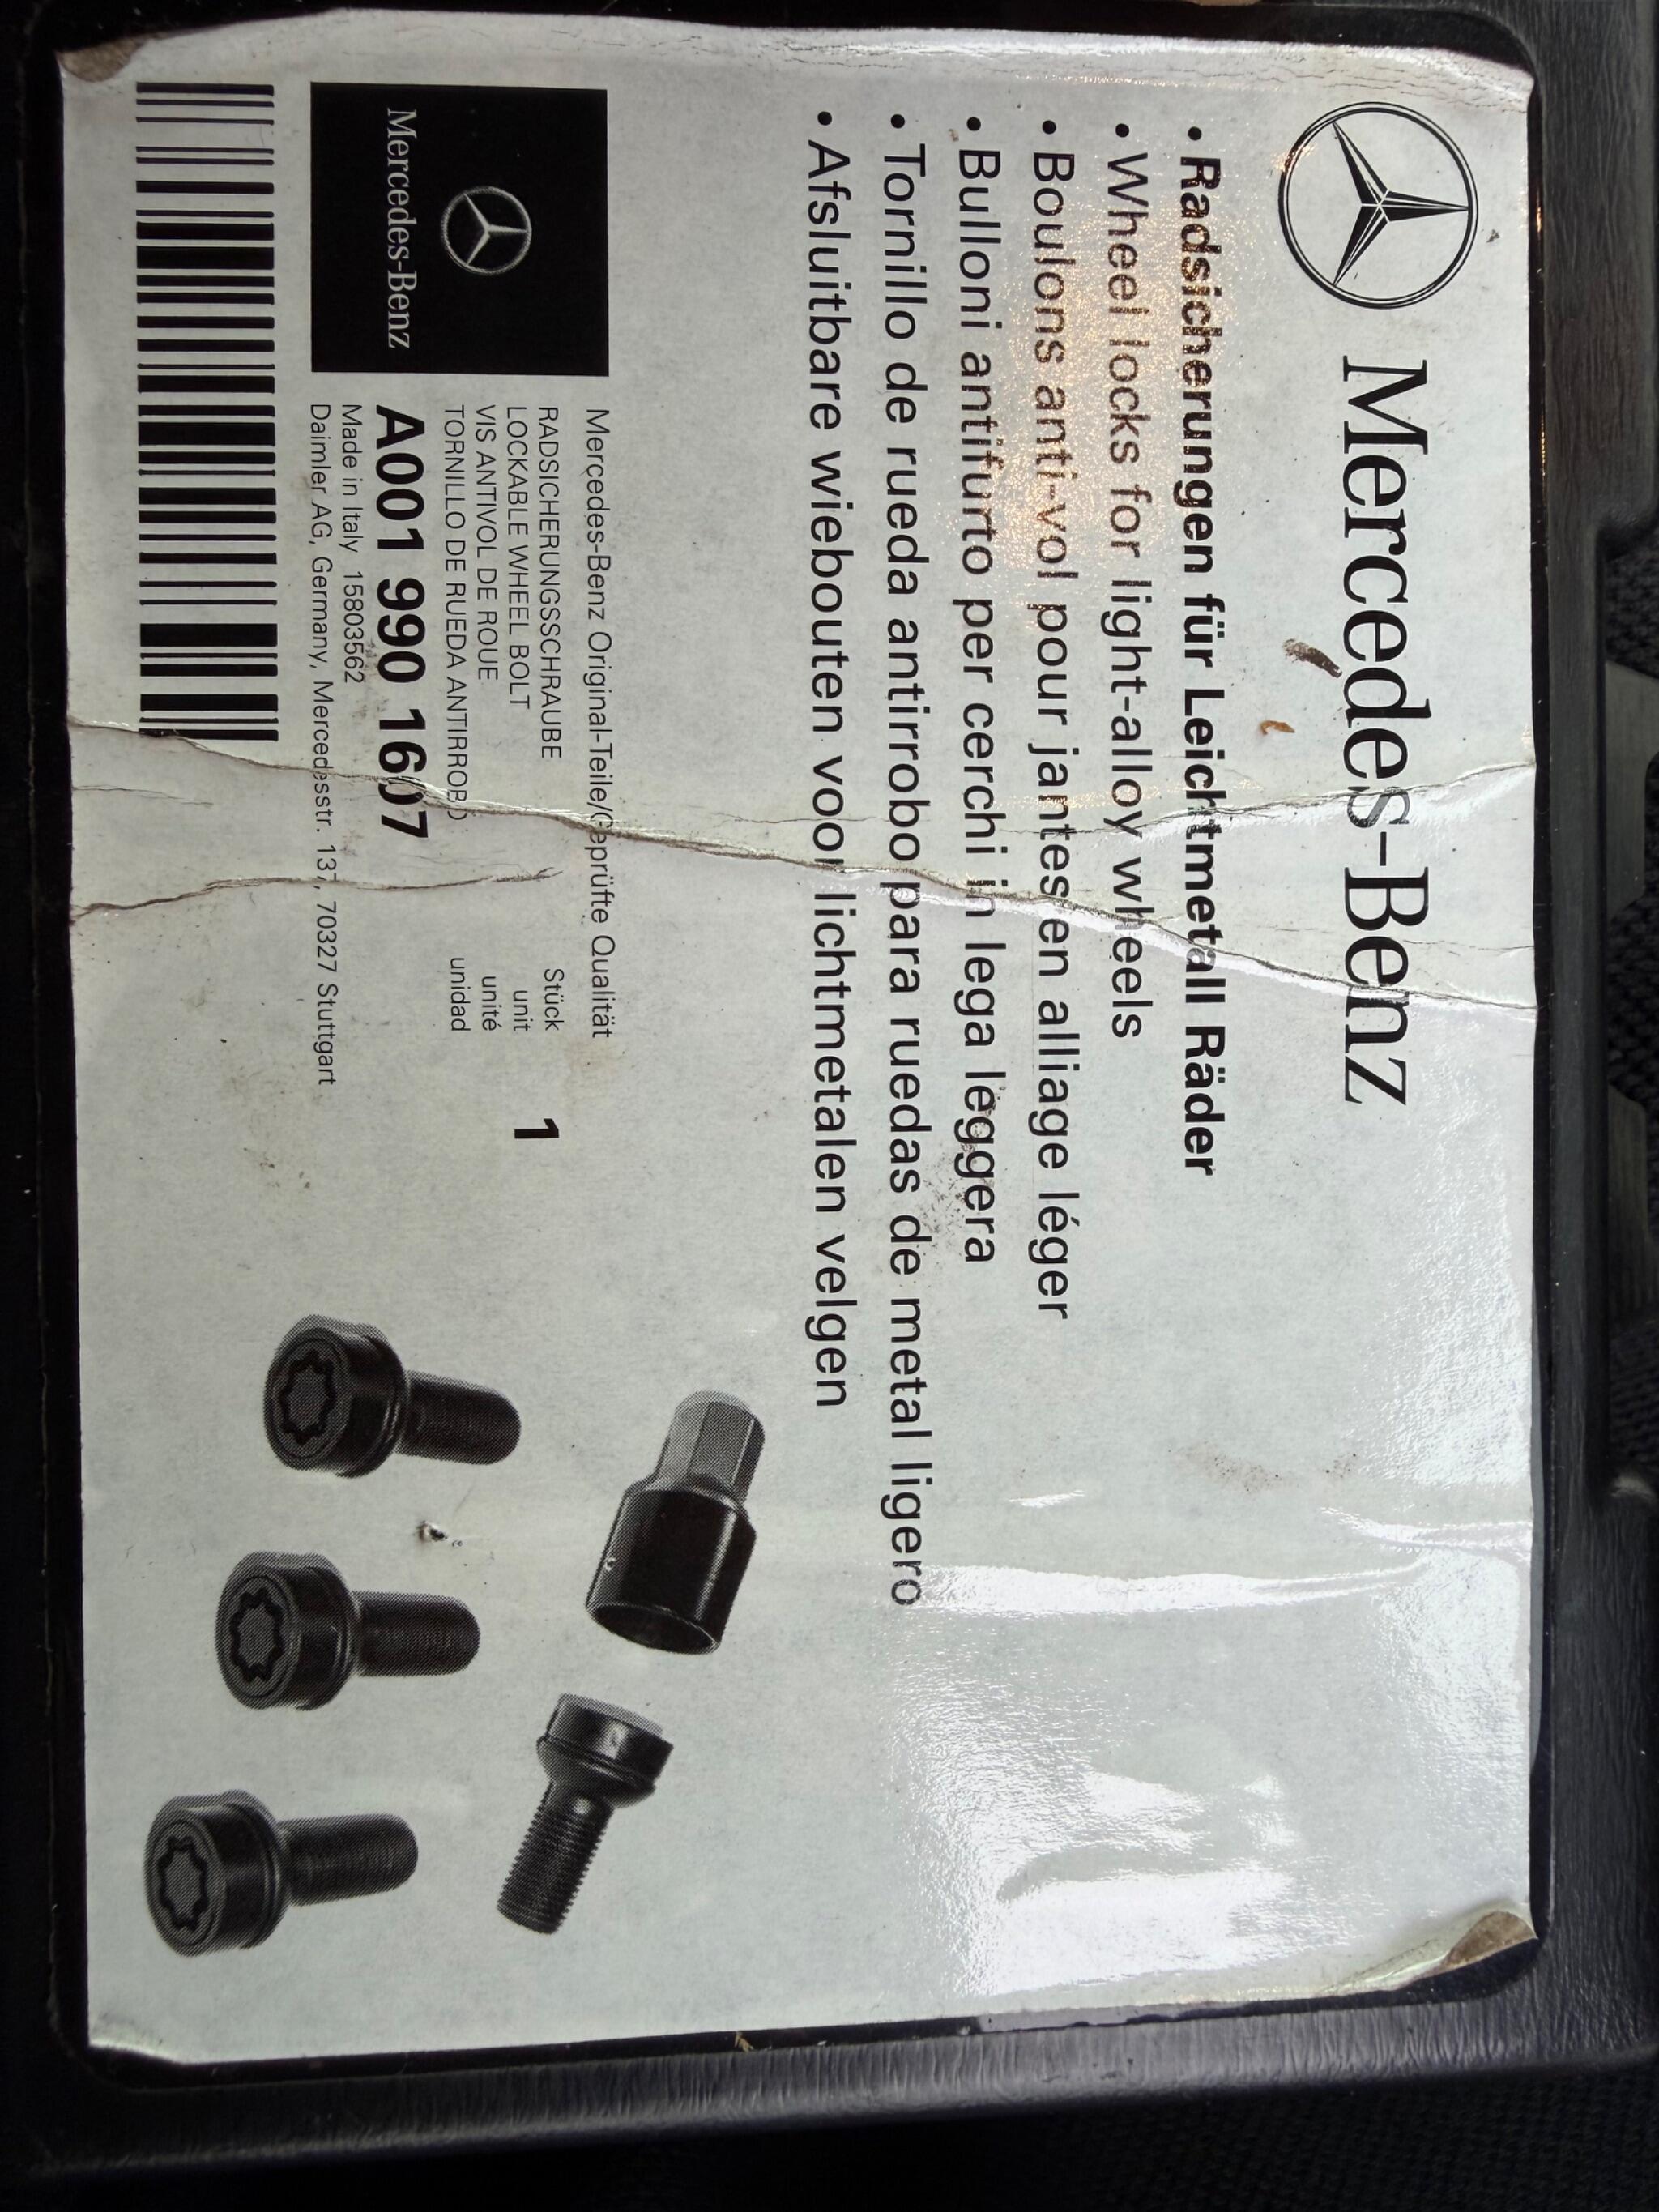 Mercedes-Benz
• Radsicherungen für Leichtmetall Räder
• Wheel locks for light-alloy wheels
• Boulons anti-vol pour jantes en alliage léger
• Bulloni antifurto per cerchi in lega leggera
• Tornillo de rueda antirrobo para ruedas de metal ligero
• Afsluitbare wiebouten voor lichtmetalen velgen
Mercedes-Benz
Mercedes-Benz Original-Teile/Geprüfte Qualität
RADSICHERUNGSSCHRAUBE Stück 1
LOCKABLE WHEEL BOLT unit
VIS ANTIVOL DE ROUE unité
TORNILLO DE RUEDA ANTIRROBO unidad
A001 990 1607
Made in Italy 15803562
Daimler AG, Germany, Mercedesstr. 137, 70327 Stuttgart